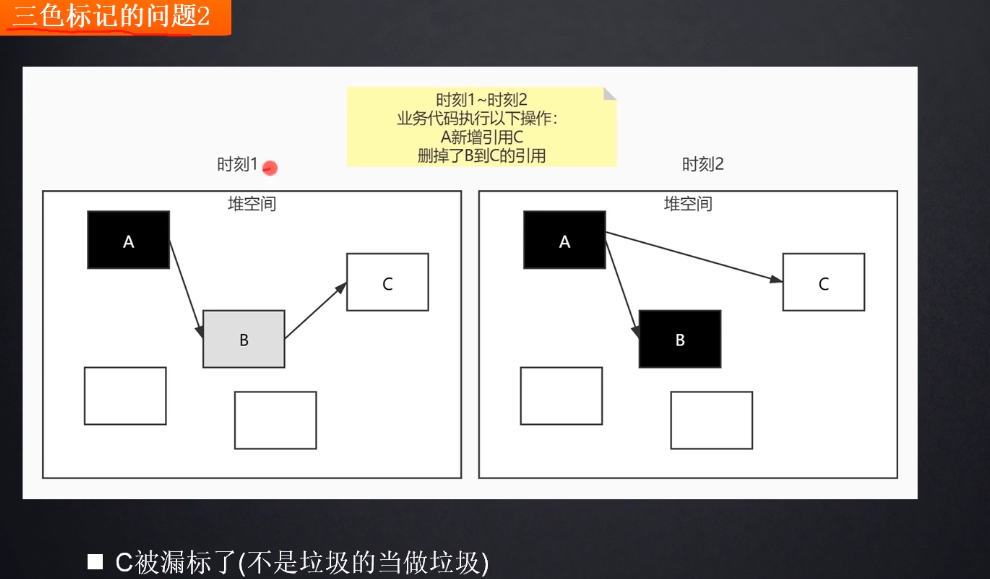 三色标记的问题2
时刻1~时刻2
业务代码执行以下操作：
A新增引用C
删掉了B到C的引用
时刻1
时刻2
堆空间
A
C
B
堆空间
A
C
B
C被漏标了(不是垃圾的当做垃圾)